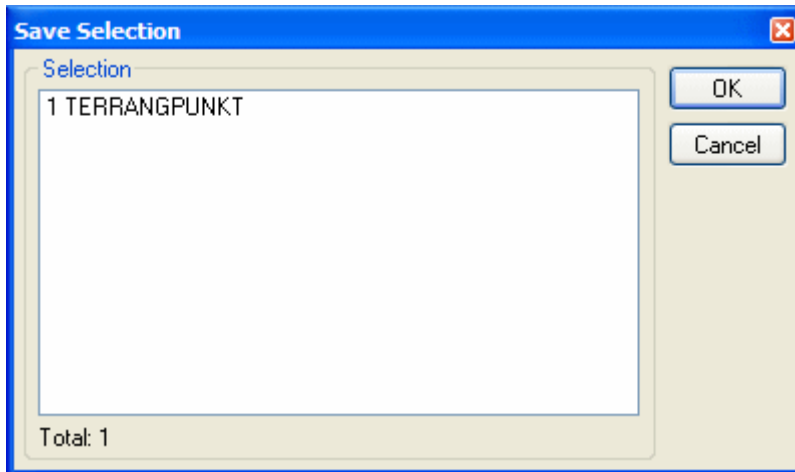 Save Selection
Selection
1 TERRANGPUNKT
OK
Cancel
Total: 1